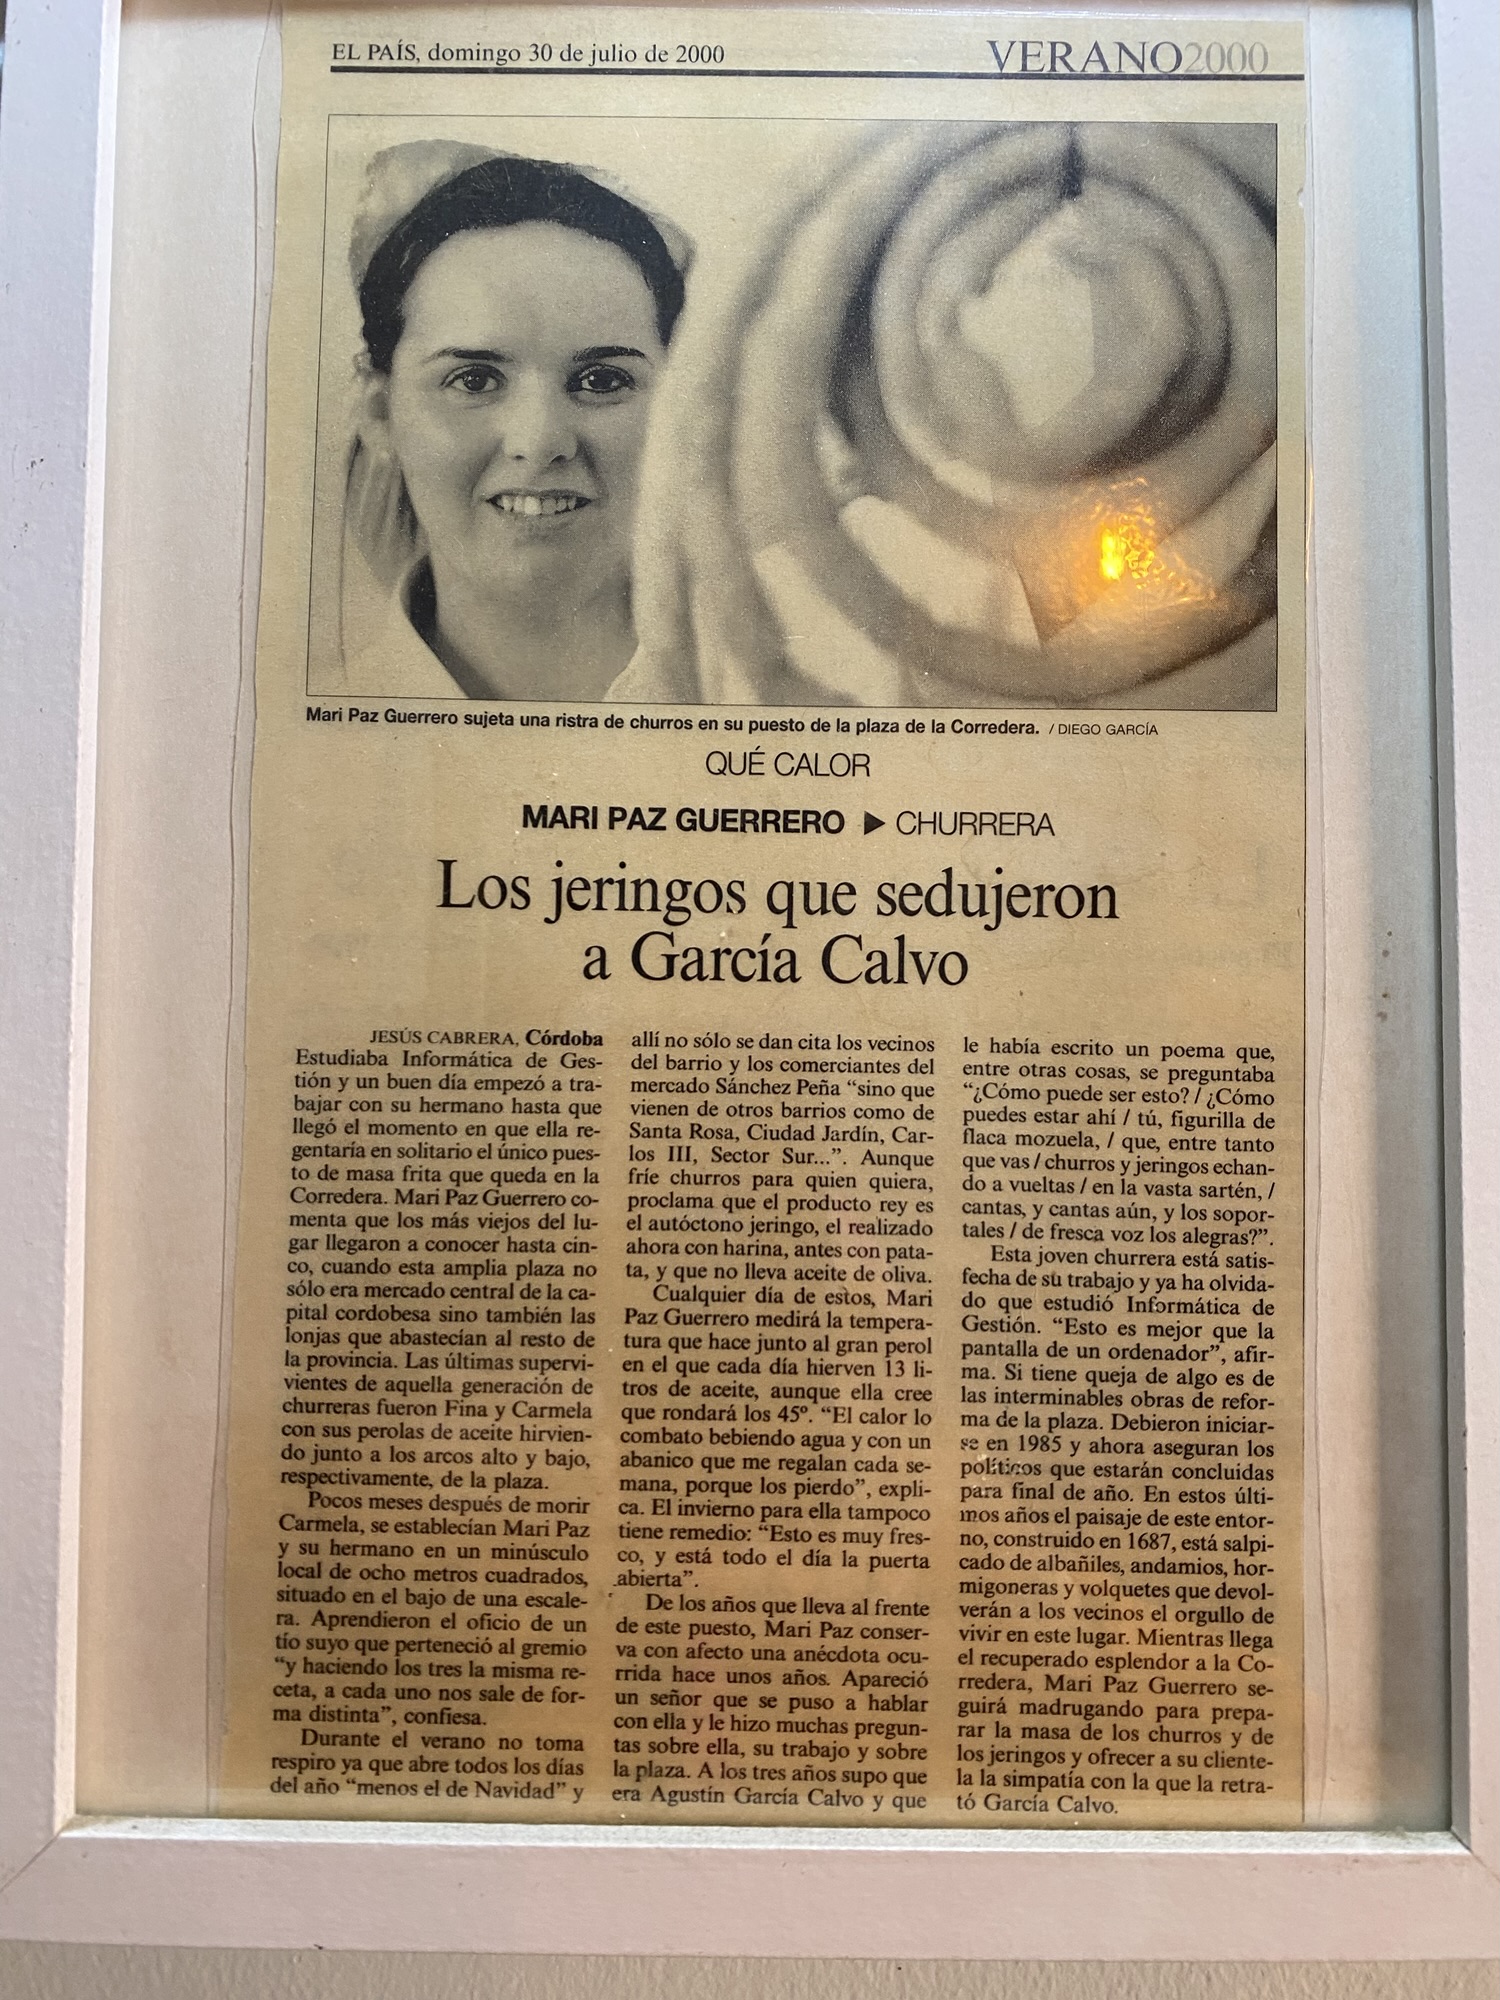 EL PAÍS, domingo 30 de julio de 2000
VERANO2000
Mari Paz Guerrero sujeta una ristra de churros en su puesto de la plaza de la Corredera. / DIEGO GARCÍA
QUÉ CALOR
MARI PAZ GUERRERO ▶ CHURRERA
Los jeringos que sedujeron
a García Calvo
JESÚS CABRERA, Córdoba
Estudiaba Informática de Ges-
tión y un buen día empezó a tra-
bajar con su hermano hasta que
llegó el momento en que ella re-
gentaría en solitario el único pues-
to de masa frita que queda en la
Corredera. Mari Paz Guerrero co-
menta que los más viejos del lu-
gar llegaron a conocer hasta cin-
co, cuando esta amplia plaza no
sólo era mercado central de la ca-
pital cordobesa sino también las
lonjas que abastecían al resto de
la provincia. Las últimas supervi-
vientes de aquella generación de
churreras fueron Fina y Carmela
con sus perolas de aceite hirvien-
do junto a los arcos alto y bajo,
respectivamente, de la plaza.
Pocos meses después de morir
Carmela, se establecían Mari Paz
y su hermano en un minúsculo
local de ocho metros cuadrados,
situado en el bajo de una escale-
ra. Aprendieron el oficio de un
tío suyo que perteneció al gremio
“y haciendo los tres la misma re-
ceta, a cada uno nos sale de for-
ma distinta”, confiesa.
Durante el verano no toma
respiro ya que abre todos los días
del año “menos el de Navidad” y
allí no sólo se dan cita los vecinos
del barrio y los comerciantes del
mercado Sánchez Peña “sino que
vienen de otros barrios como de
Santa Rosa, Ciudad Jardín, Car-
los III, Sector Sur...”. Aunque
fríe churros para quien quiera,
proclama que el producto rey es
el autóctono jeringo, el realizado
ahora con harina, antes con pata-
ta, y que no lleva aceite de oliva.
Cualquier día de estos, Mari
Paz Guerrero medirá la tempera-
tura que hace junto al gran perol
en el que cada día hierven 13 li-
tros de aceite, aunque ella cree
que rondará los 45º. “El calor lo
combato bebiendo agua y con un
abanico que me regalan cada se-
mana, porque los pierdo”, expli-
ca. El invierno para ella tampoco
tiene remedio: “Esto es muy fres-
co, y está todo el día la puerta
abierta”.
De los años que lleva al frente
de este puesto, Mari Paz conser-
va con afecto una anécdota ocu-
rrida hace unos años. Apareció
un señor que se puso a hablar
con ella y le hizo muchas pregun-
tas sobre ella, su trabajo y sobre
la plaza. A los tres años supo que
era Agustín García Calvo y que
le había escrito un poema que,
entre otras cosas, se preguntaba
“¿Cómo puede ser esto? / ¿Cómo
puedes estar ahí / tú, figurilla de
flaca mozuela, / que, entre tanto
que vas / churros y jeringos echan-
do a vueltas / en la vasta sartén, /
cantas, y cantas aún, y los sopor-
tales / de fresca voz los alegras?”.
Esta joven churrera está satis-
fecha de su trabajo y ya ha olvida-
do que estudió Informática de
Gestión. “Esto es mejor que la
pantalla de un ordenador”, afir-
ma. Si tiene queja de algo es de
las interminables obras de refor-
ma de la plaza. Debieron iniciar-
se en 1985 y ahora aseguran los
políticos que estarán concluidas
para final de año. En estos últi-
mos años el paisaje de este entor-
no, construido en 1687, está salpi-
cado de albañiles, andamios, hor-
migoneras y volquetes que devol-
verán a los vecinos el orgullo de
vivir en este lugar. Mientras llega
el recuperado esplendor a la Co-
rredera, Mari Paz Guerrero se-
guirá madrugando para prepa-
rar la masa de los churros y de
los jeringos y ofrecer a su cliente-
la la simpatía con la que la retra-
tó García Calvo.